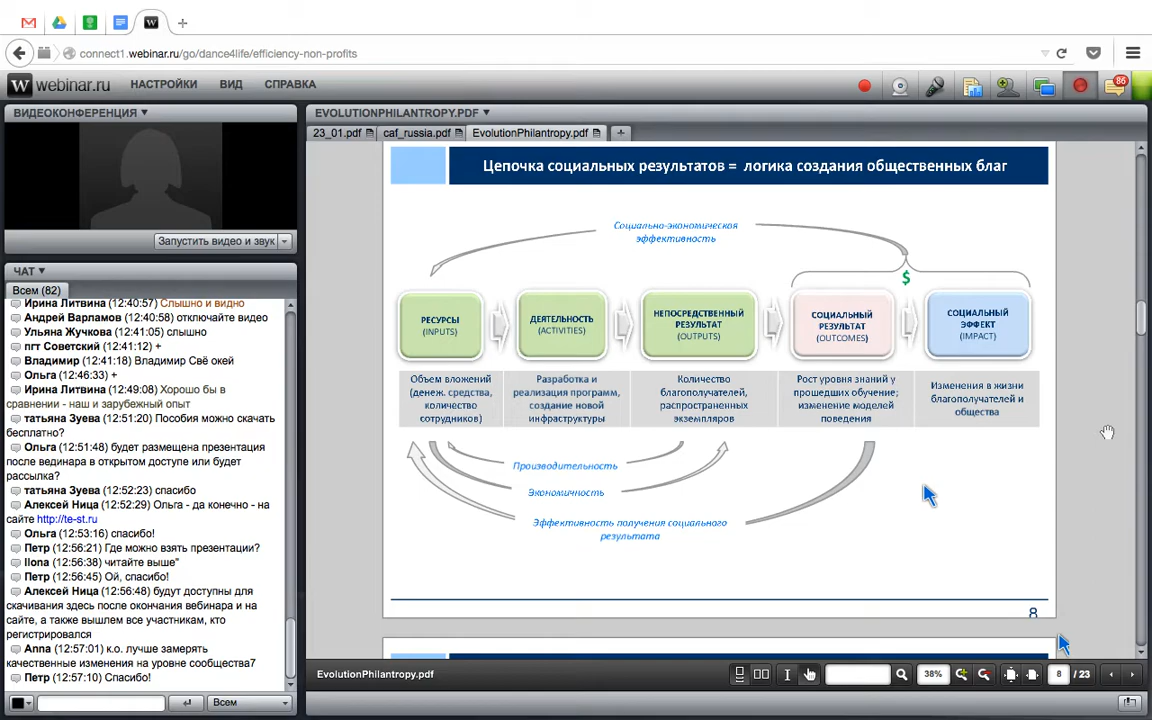 connect1.webinar.ru/go/dance4life/efficiency-non-profits
W webinar.ru НАСТРОЙКИ ВИД СПРАВКА
86
ВИДЕОКОНФЕРЕНЦИЯ
Запустить видео и звук
ЧАТ
Всем (82)
Ирина Литвина (12:40:57) Слышно и видно
Андрей Варламов (12:40:58) отключайте видео
Ульяна Жучкова (12:41:05) слышно
пгт Советский (12:41:12) +
Владимир (12:41:18) Владимир Своё окей
Ольга (12:46:33) +
Ирина Литвина (12:49:08) Хорошо бы в
сравнении - наш и зарубежный опыт
татьяна Зуева (12:51:20) Пособия можно скачать
бесплатно?
Ольга (12:51:48) будет размещена презентация
после вединара в открытом доступе или будет
рассылка?
татьяна Зуева (12:52:23) спасибо
Алексей Ница (12:52:29) Ольга - да конечно - на
сайте http://te-st.ru
Ольга (12:53:16) спасибо!
Петр (12:56:21) Где можно взять презентации?
Ilona (12:56:38) читайте выше"
Петр (12:56:45) Ой, спасибо!
Алексей Ница (12:56:48) будут доступны для
скачивания здесь после окончания вебинара и на
сайте, а также вышлем все участникам, кто
регистрировался
Анна (12:57:01) к.о. лучше замерять
качественные изменения на уровне сообщества7
Петр (12:57:10) Спасибо!
Всем
EVOLUTIONPHILANTROPY.PDF
23_01.pdf caf_russia.pdf EvolutionPhilantropy.pdf
Цепочка социальных результатов = логика создания общественных благ
Социально-экономическая
эффективность
$
РЕСУРСЫ
(INPUTS)
ДЕЯТЕЛЬНОСТЬ
(ACTIVITIES)
НЕПОСРЕДСТВЕННЫЙ
РЕЗУЛЬТАТ
(OUTPUTS)
СОЦИАЛЬНЫЙ
РЕЗУЛЬТАТ
(OUTCOMES)
СОЦИАЛЬНЫЙ
ЭФФЕКТ
(IMPACT)
Объем вложений
(денеж. средства,
количество
сотрудников)
Разработка и
реализация программ,
создание новой
инфраструктуры
Количество
благополучателей,
распространенных
экземпляров
Рост уровня знаний у
прошедших обучение;
изменение моделей
поведения
Изменения в жизни
благополучателей и
общества
Производительность
Экономичность
Эффективность получения социального
результата
8
EvolutionPhilantropy.pdf
38%
8 / 23